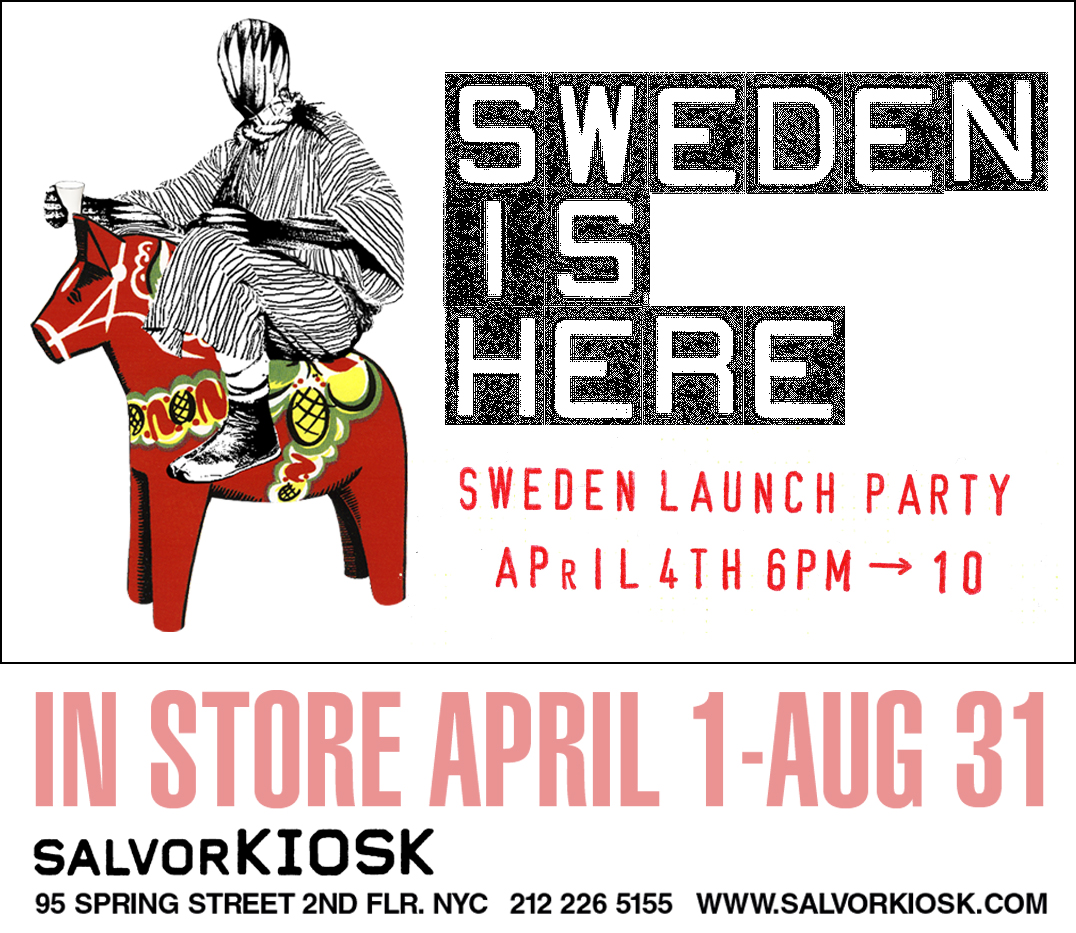 SWEDEN
IS
HERE
SWEDEN LAUNCH PARTY
APrIL 4TH 6PM → 10
IN STORE APRIL 1-AUG 31
SALVORKIOSK
95 SPRING STREET 2ND FLR. NYC 212 226 5155 WWW.SALVORKIOSK.COM